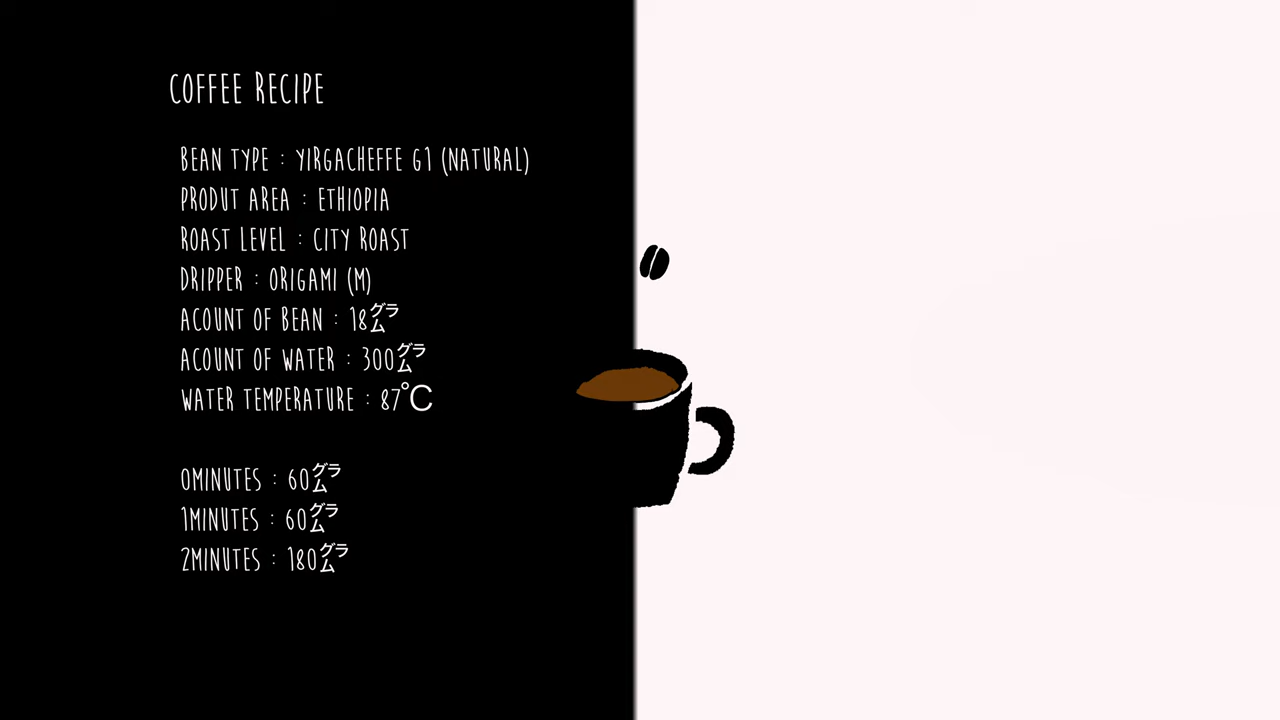 COFFEE RECIPE
BEAN TYPE : YIRGACHEFFE G1 (NATURAL)
PRODUT AREA : ETHIOPIA
ROAST LEVEL : CITY ROAST
DRIPPER : ORIGAMI (M)
ACOUNT OF BEAN : 18㌘
ACOUNT OF WATER : 300㌘
WATER TEMPERATURE : 87℃
0MINUTES : 60㌘
1MINUTES : 60㌘
2MINUTES : 180㌘